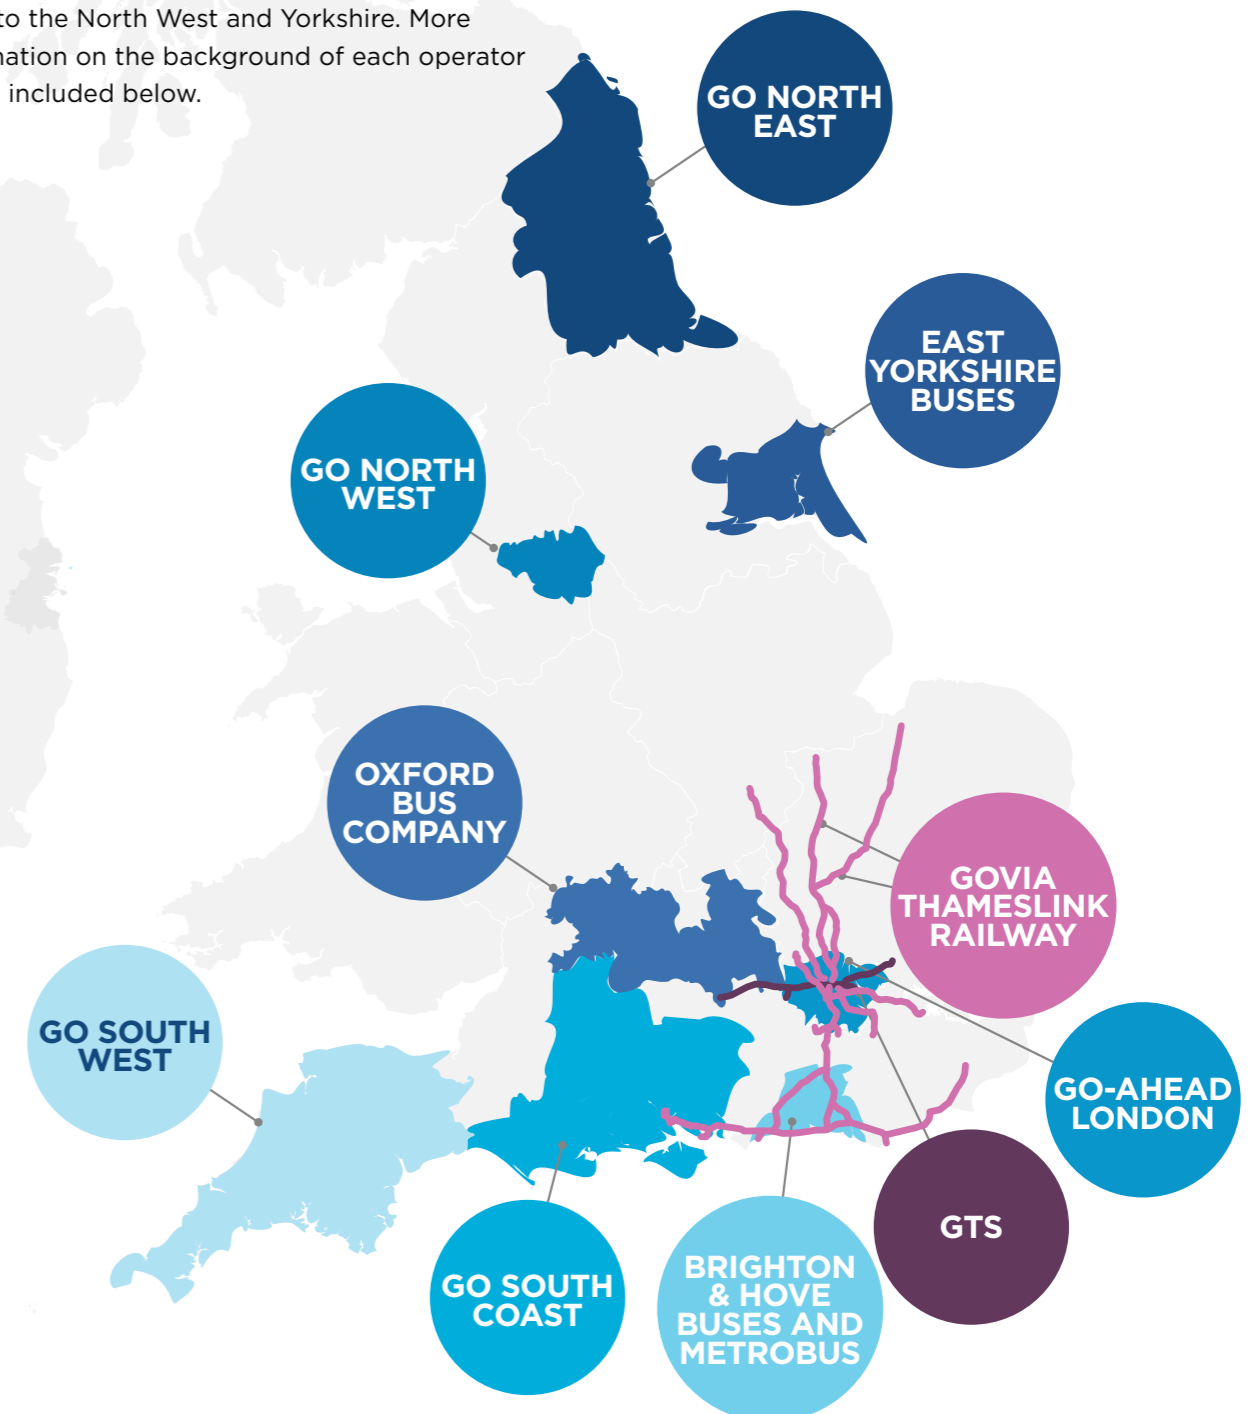 to the North West and Yorkshire. More
nation on the background of each operator
included below.
GO NORTH
EAST
EAST
YORKSHIRE
BUSES
GO NORTH
WEST
OXFORD
BUS
COMPANY
GOVIA
THAMESLINK
RAILWAY
GO SOUTH
WEST
GO-AHEAD
LONDON
GTS
GO SOUTH
COAST
BRIGHTON
& HOVE
BUSES AND
METROBUS